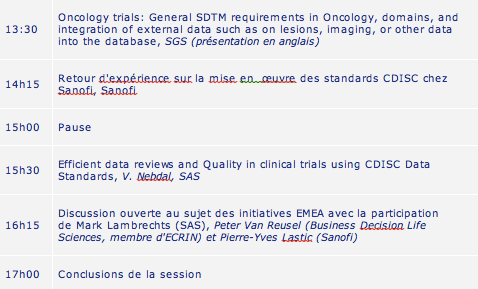 13:30
Oncology trials: General SDTM requirements in Oncology, domains, and
integration of external data such as on lesions, imaging, or other data
into the database, SGS (présentation en anglais)
14h15
Retour d'expérience sur la mise en œuvre des standards CDISC chez
Sanofi, Sanofi
15h00
Pause
15h30
Efficient data reviews and Quality in clinical trials using CDISC Data
Standards, V. Nebdal, SAS
16h15
Discussion ouverte au sujet des initiatives EMEA avec la participation
de Mark Lambrechts (SAS), Peter Van Reusel (Business Decision Life
Sciences, membre d'ECRIN) et Pierre-Yves Lastic (Sanofi)
17h00
Conclusions de la session